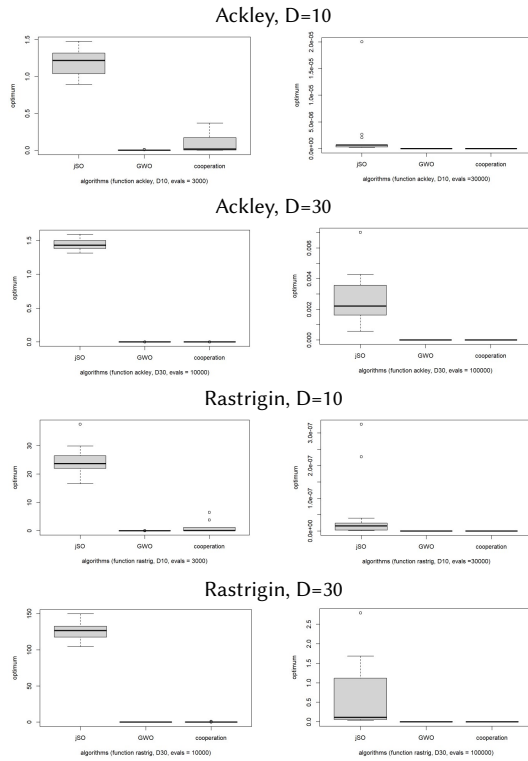 Ackley, D=10
optimum
1.5
1.0
0.5
0.0
jSO GWO cooperation
algorithms (function ackley, D10, evals = 3000)
optimum
2.0e-05
1.5e-05
1.0e-05
5.0e-06
0.0e+00
jSO GWO cooperation
algorithms (function ackley, D10, evals =30000)
Ackley, D=30
optimum
1.5
1.0
0.5
0.0
jSO GWO cooperation
algorithms (function ackley, D30, evals = 10000)
optimum
0.006
0.004
0.002
0.000
jSO GWO cooperation
algorithms (function ackley, D30, evals = 100000)
Rastrigin, D=10
optimum
30
20
10
0
jSO GWO cooperation
algorithms (function rastrig, D10, evals = 3000)
optimum
3.0e-07
2.0e-07
1.0e-07
0.0e+00
jSO GWO cooperation
algorithms (function rastrig, D10, evals =30000)
Rastrigin, D=30
optimum
150
100
50
0
jSO GWO cooperation
algorithms (function rastrig, D30, evals = 10000)
optimum
2.5
2.0
1.5
1.0
0.5
0.0
jSO GWO cooperation
algorithms (function rastrig, D30, evals = 100000)